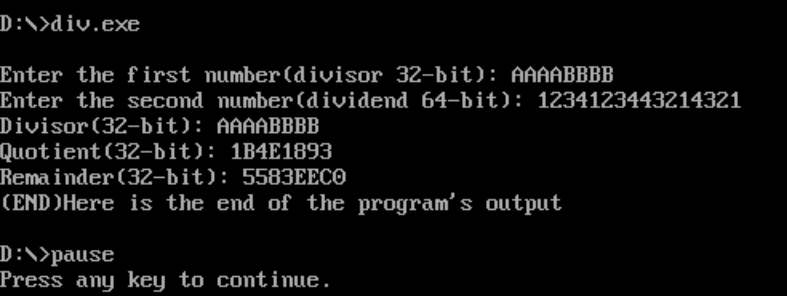 D:\>div.exe
Enter the first number(divisor 32-bit): AAAABBBB
Enter the second number(dividend 64-bit): 1234123443214321
Divisor(32-bit): AAAABBBB
Quotient(32-bit): 1B4E1893
Remainder(32-bit): 5583EEC0
(END)Here is the end of the program's output
D:\>pause
Press any key to continue.